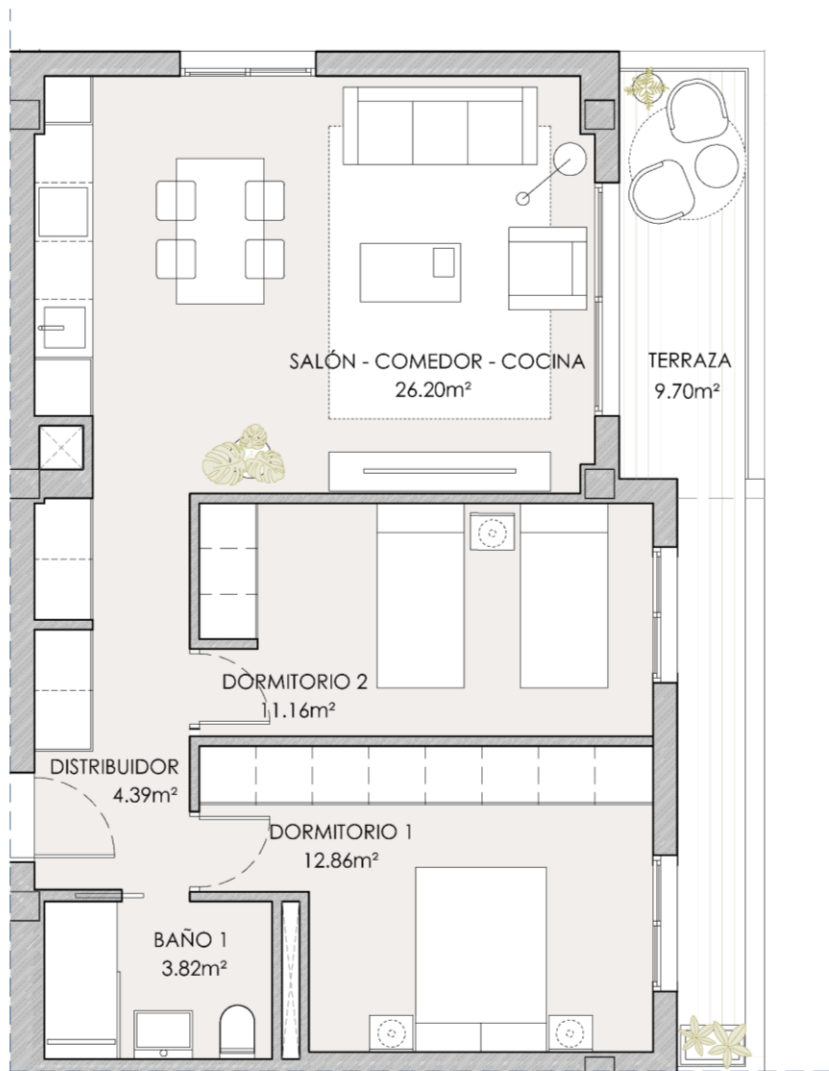 SALÓN - COMEDOR - COCINA
26.20m²
TERRAZA
9.70m²
DORMITORIO 2
11.16m²
DISTRIBUIDOR
4.39m²
DORMITORIO 1
12.86m²
BAÑO 1
3.82m²